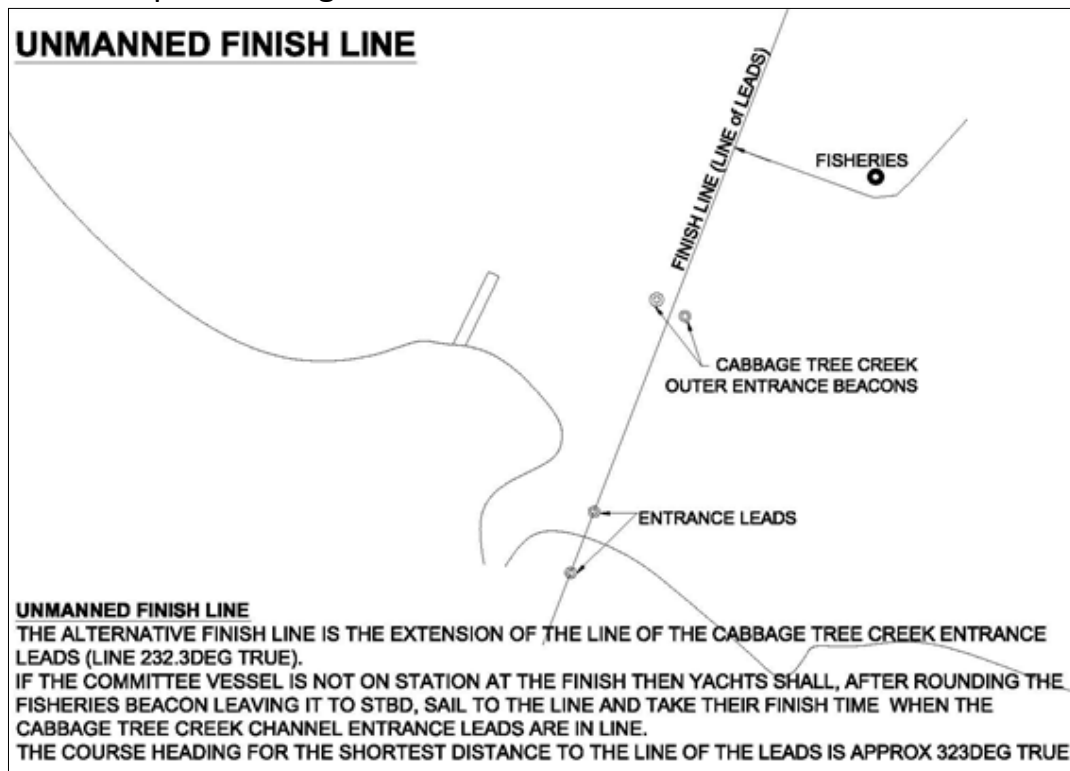 UNMANNED FINISH LINE
FINISH LINE (LINE of LEADS)
FISHERIES
CABBAGE TREE CREEK
OUTER ENTRANCE BEACONS
ENTRANCE LEADS
UNMANNED FINISH LINE
THE ALTERNATIVE FINISH LINE IS THE EXTENSION OF THE LINE OF THE CABBAGE TREE CREEK ENTRANCE
LEADS (LINE 232.3DEG TRUE).
IF THE COMMITTEE VESSEL IS NOT ON STATION AT THE FINISH THEN YACHTS SHALL, AFTER ROUNDING THE
FISHERIES BEACON LEAVING IT TO STBD, SAIL TO THE LINE AND TAKE THEIR FINISH TIME WHEN THE
CABBAGE TREE CREEK CHANNEL ENTRANCE LEADS ARE IN LINE.
THE COURSE HEADING FOR THE SHORTEST DISTANCE TO THE LINE OF THE LEADS IS APPROX 323DEG TRUE